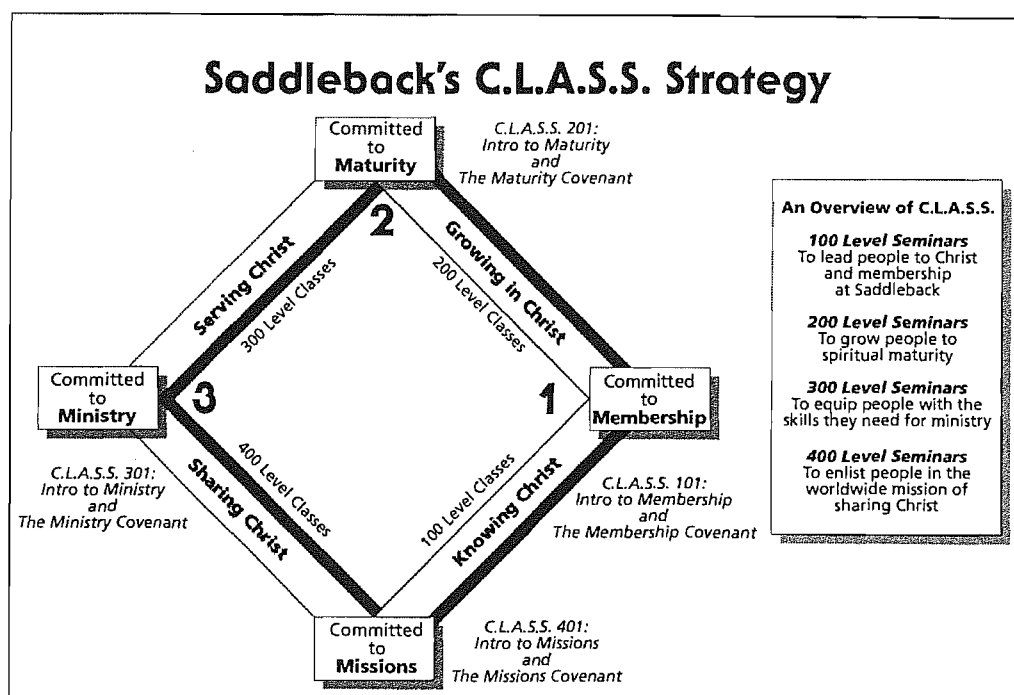 Saddleback's C.L.A.S.S. Strategy
Committed
to
Maturity
C.L.A.S.S. 201:
Intro to Maturity
and
The Maturity Covenant
2
Serving Christ
300 Level Classes
Growing in Christ
200 Level Classes
Committed
to
Ministry
3
1
Committed
to
Membership
C.L.A.S.S. 301:
Intro to Ministry
and
The Ministry Covenant
Sharing Christ
400 Level Classes
100 Level Classes
Knowing Christ
C.L.A.S.S. 101:
Intro to Membership
and
The Membership Covenant
Committed
to
Missions
C.L.A.S.S. 401:
Intro to Missions
and
The Missions Covenant
An Overview of C.L.A.S.S.
100 Level Seminars
To lead people to Christ
and membership
at Saddleback
200 Level Seminars
To grow people to
spiritual maturity
300 Level Seminars
To equip people with the
skills they need for ministry
400 Level Seminars
To enlist people in the
worldwide mission of
sharing Christ